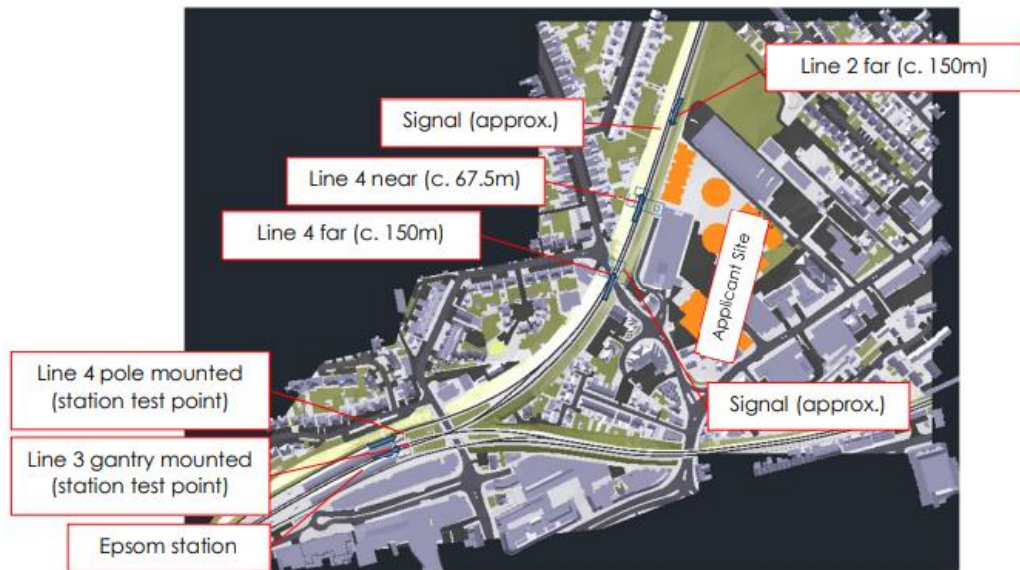 Line 2 far (c. 150m)
Signal (approx.)
Line 4 near (c. 67.5m)
Line 4 far (c. 150m)
Applicant Site
Line 4 pole mounted
(station test point)
Signal (approx.)
Line 3 gantry mounted
(station test point)
Epsom station